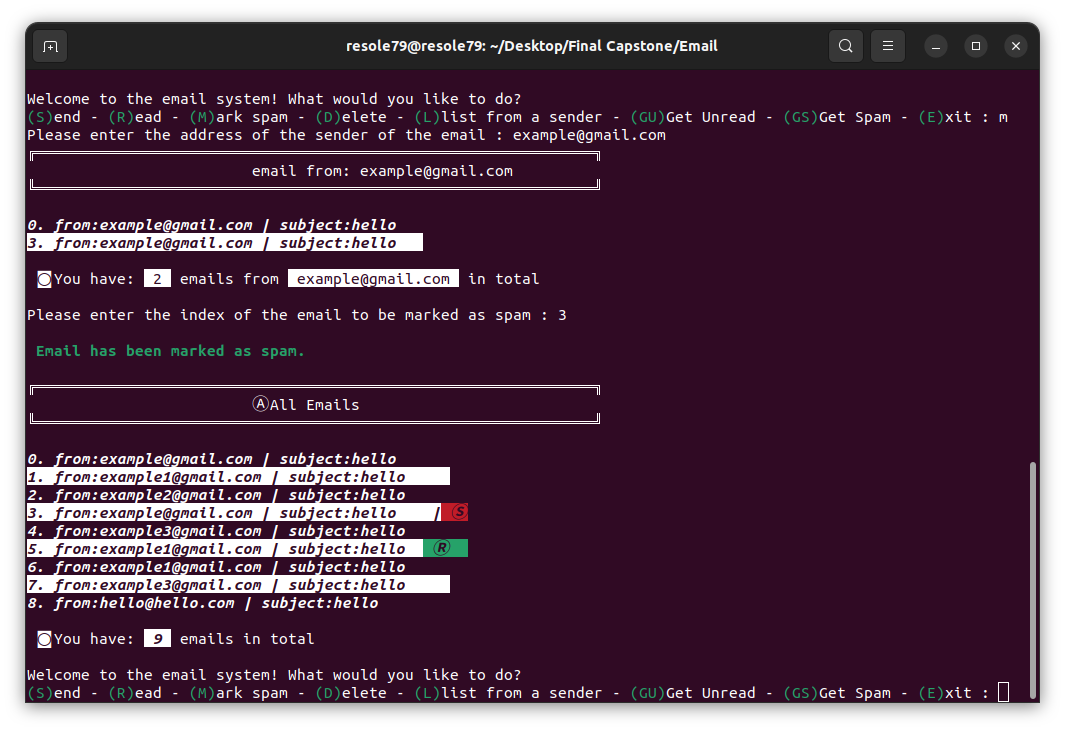 resole79@resole79: ~/Desktop/Final Capstone/Email
Welcome to the email system! What would you like to do?
(S)end - (R)ead - (M)ark spam - (D)elete - (L)list from a sender - (GU)Get Unread - (GS)Get Spam - (E)xit : m
Please enter the address of the sender of the email : example@gmail.com
email from: example@gmail.com
0. from:example@gmail.com | subject:hello
3. from:example@gmail.com | subject:hello
You have: 2 emails from example@gmail.com in total
Please enter the index of the email to be marked as spam : 3
Email has been marked as spam.
ⒶAll Emails
0. from:example@gmail.com | subject:hello
1. from:example1@gmail.com | subject:hello
2. from:example2@gmail.com | subject:hello
3. from:example@gmail.com | subject:hello | Ⓢ
4. from:example3@gmail.com | subject:hello
5. from:example1@gmail.com | subject:hello Ⓡ
6. from:example1@gmail.com | subject:hello
7. from:example3@gmail.com | subject:hello
8. from:hello@hello.com | subject:hello
You have: 9 emails in total
Welcome to the email system! What would you like to do?
(S)end - (R)ead - (M)ark spam - (D)elete - (L)list from a sender - (GU)Get Unread - (GS)Get Spam - (E)xit :